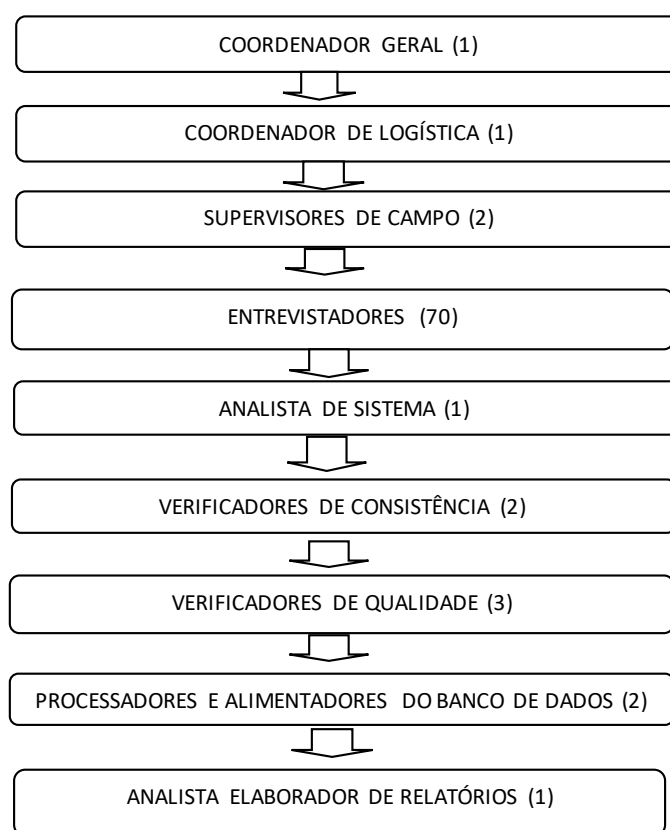 COORDENADOR GERAL (1)
COORDENADOR DE LOGÍSTICA (1)
SUPERVISORES DE CAMPO (2)
ENTREVISTADORES (70)
ANALISTA DE SISTEMA (1)
VERIFICADORES DE CONSISTÊNCIA (2)
VERIFICADORES DE QUALIDADE (3)
PROCESSADORES E ALIMENTADORES DO BANCO DE DADOS (2)
ANALISTA ELABORADOR DE RELATÓRIOS (1)